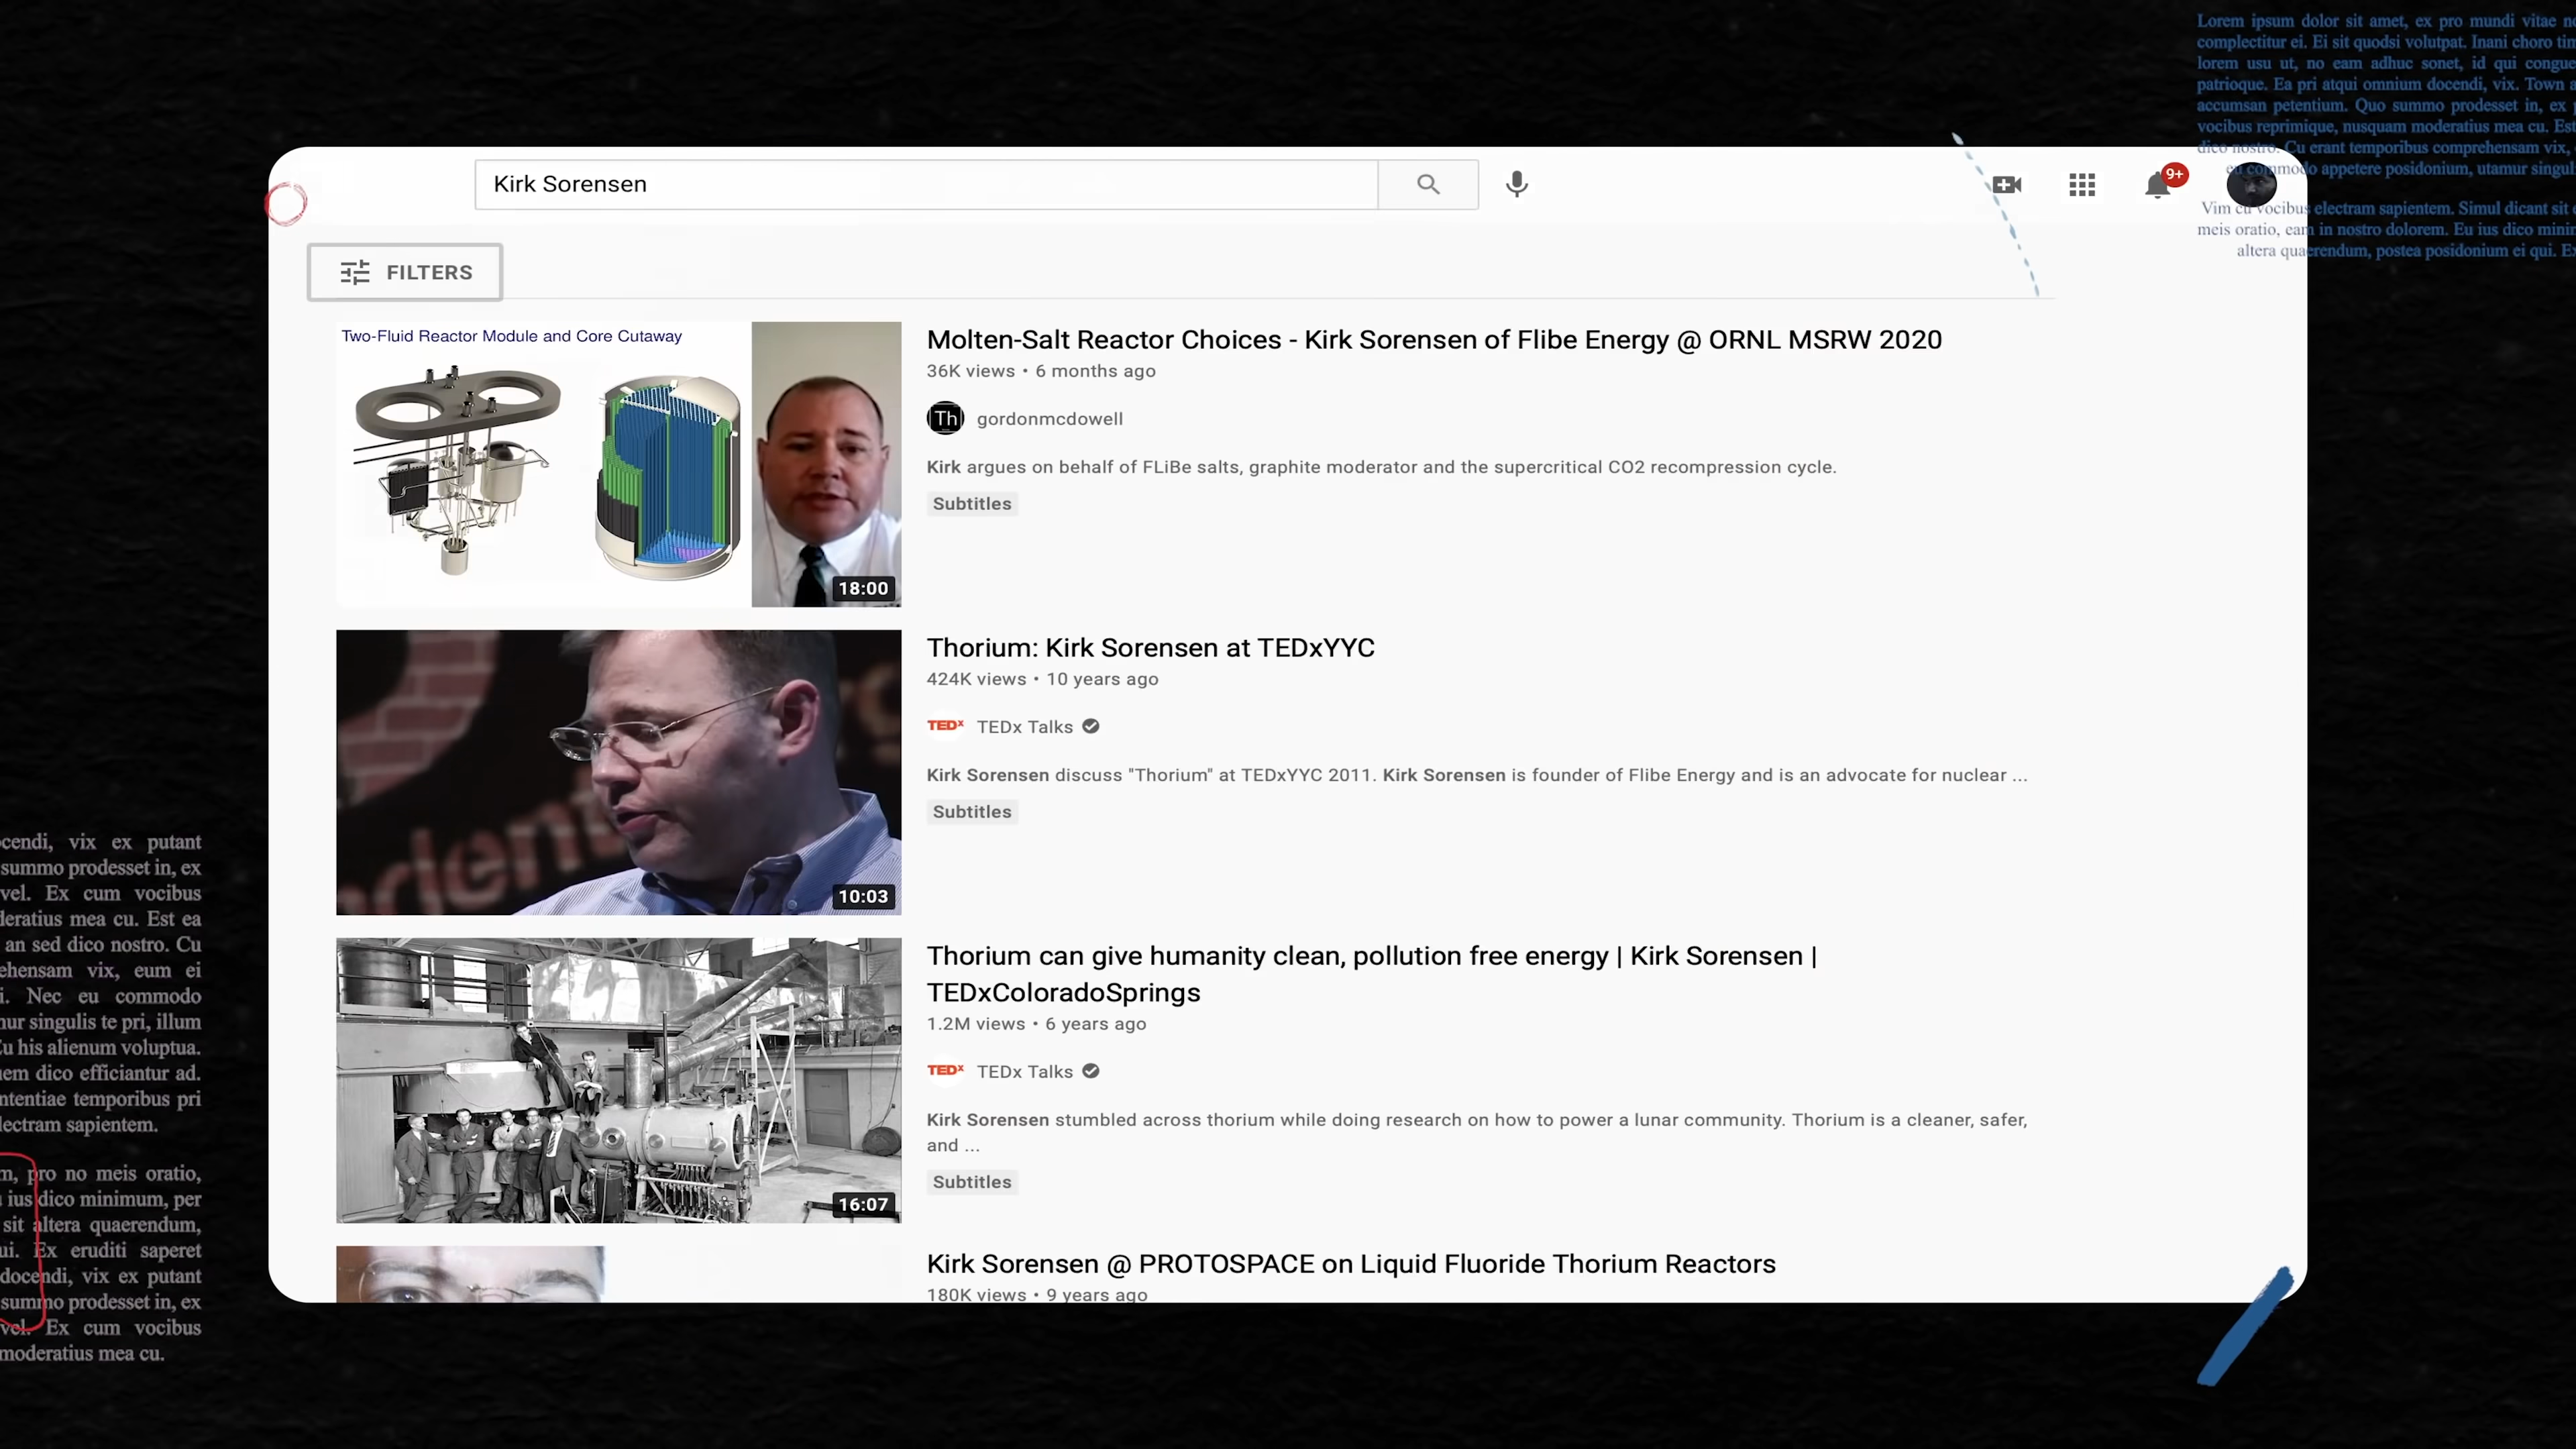 Lorem ipsum dolor sit amet, ex pro mundi vitae
complectitur ei. Ei sit quodsi volutpat. Inani choro
lorem usu ut, no eam adhuc sonet, id qui congue
patrioque. Ea pri atqui omnium docendi, vix. Town
accumsan petentium. Quo summo prodesset in, ex
vocibus reprimique, nusquam moderatius mea cu. Est
dico nostro. Cu erant temporibus comprehensam vix,
eu commodo appetere posidonium, utamur
Vim cu vocibus electram sapientem. Simul dicant sit
meis oratio, eam in nostro dolorem. Eu ius dico
altera quaerendum, postea posidonium ei qui. Ex
Kirk Sorensen
9+
FILTERS
Two-Fluid Reactor Module and Core Cutaway
18:00
Molten-Salt Reactor Choices - Kirk Sorensen of Flibe Energy @ ORNL MSRW 2020
36K views • 6 months ago
Th gordonmcdowell
Kirk argues on behalf of FLiBe salts, graphite moderator and the supercritical CO2 recompression cycle.
Subtitles
10:03
Thorium: Kirk Sorensen at TEDxYYC
424K views • 10 years ago
TEDx TEDx Talks
Kirk Sorensen discuss "Thorium" at TEDxYYC 2011. Kirk Sorensen is founder of Flibe Energy and is an advocate for nuclear ...
Subtitles
16:07
Thorium can give humanity clean, pollution free energy | Kirk Sorensen |
TEDxColoradoSprings
1.2M views • 6 years ago
TEDx TEDx Talks
Kirk Sorensen stumbled across thorium while doing research on how to power a lunar community. Thorium is a cleaner, safer,
and ...
Subtitles
Kirk Sorensen @ PROTOSPACE on Liquid Fluoride Thorium Reactors
180K views • 9 years ago
vix ex putant
summo prodesset in, ex
vel. Ex cum vocibus
mea cu. Est ea
an sed dico nostro. Cu
vix, eum ei
Nec eu commodo
singulis te pri, illum
his alienum voluptua.
dico efficiantur ad.
temporibus pri
sapientem.
pro no meis oratio,
ius dico minimum, per
sit altera quaerendum,
Ex eruditi saperet
docendi, vix ex putant
summo prodesset in, ex
vel. Ex cum vocibus
moderatius mea cu.